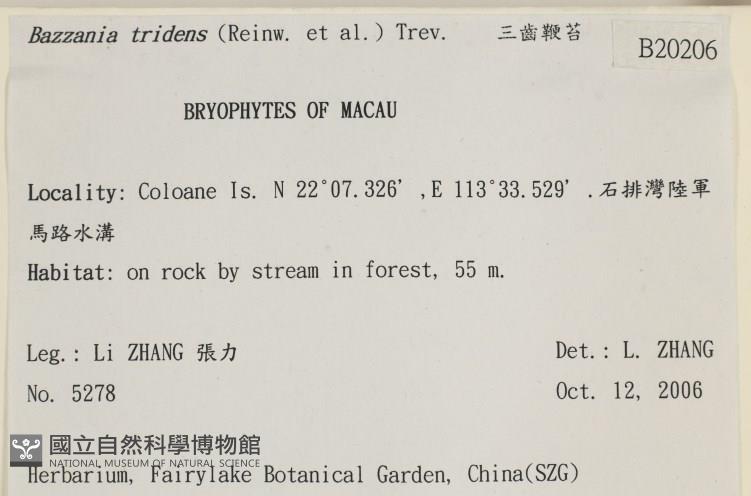 Bazzania tridens (Reinw. et al.) Trev. 三齒鞭苔 B20206
BRYOPHYTES OF MACAU
Locality: Coloane Is. N 22°07.326’ ,E 113°33.529’ .石排灣陸軍
馬路水溝
Habitat: on rock by stream in forest, 55 m.
Leg.: Li ZHANG 張力 Det.: L. ZHANG
No. 5278 Oct. 12, 2006
國立自然科學博物館
NATIONAL MUSEUM OF NATURAL SCIENCE
Herbarium, Fairylake Botanical Garden, China(SZG)